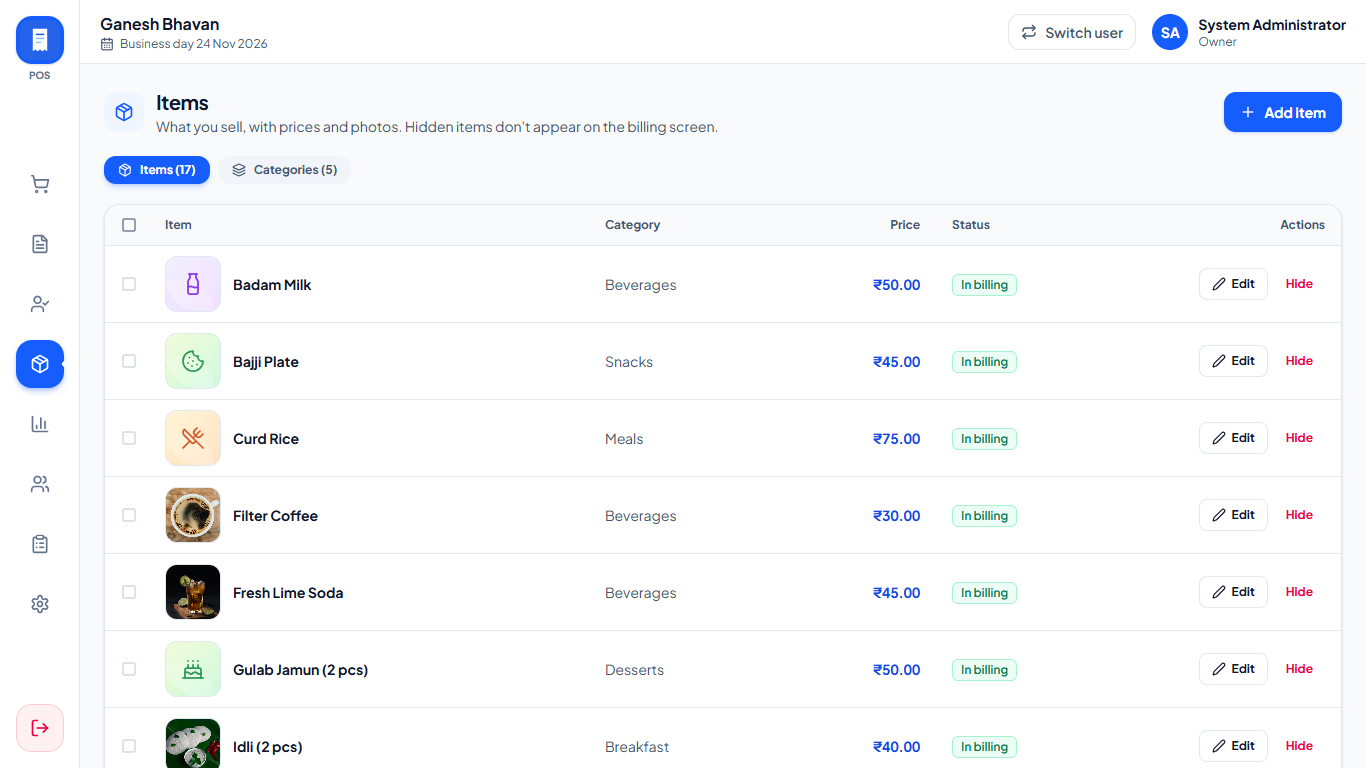 Ganesh Bhavan
Business day 24 Nov 2026
Switch user
SA
System Administrator
Owner
POS
Items
What you sell, with prices and photos. Hidden items don't appear on the billing screen.
Add Item
Items (17)
Categories (5)
Item Category Price Status Actions
Badam Milk Beverages ₹50.00 In billing Edit Hide
Bajji Plate Snacks ₹45.00 In billing Edit Hide
Curd Rice Meals ₹75.00 In billing Edit Hide
Filter Coffee Beverages ₹30.00 In billing Edit Hide
Fresh Lime Soda Beverages ₹45.00 In billing Edit Hide
Gulab Jamun (2 pcs) Desserts ₹50.00 In billing Edit Hide
Idli (2 pcs) Breakfast ₹40.00 In billing Edit Hide